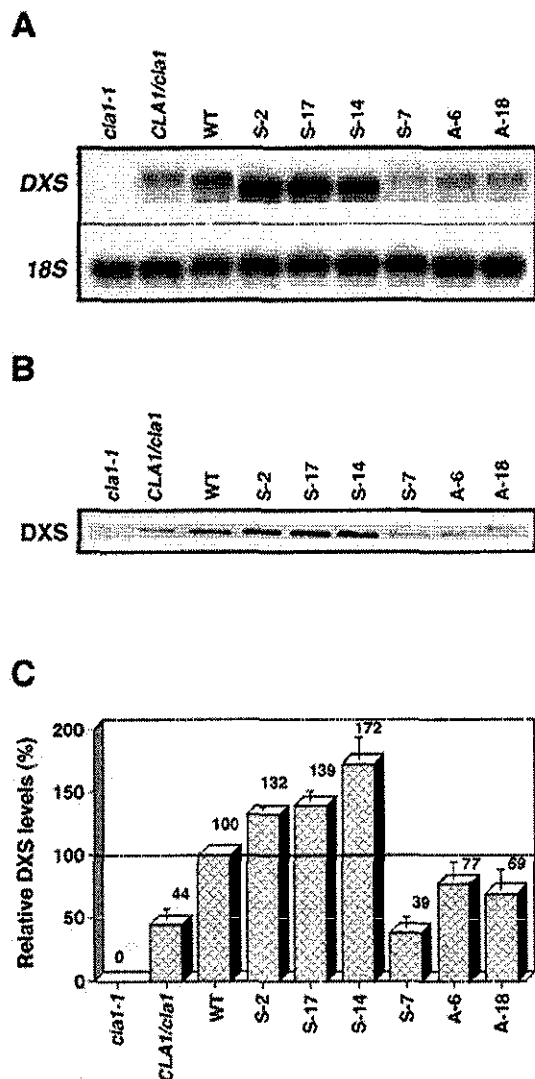 A
cla1-1
CLA1/cla1
WT
S-2
S-17
S-14
S-7
A-6
A-18
DXS
18S
B
cla1-1
CLA1/cla1
WT
S-2
S-17
S-14
S-7
A-6
A-18
DXS
C
Relative DXS levels (%)
200
150
100
50
0
0
44
100
132
139
172
39
77
69
cla1-1
CLA1/cla1
WT
S-2
S-17
S-14
S-7
A-6
A-18